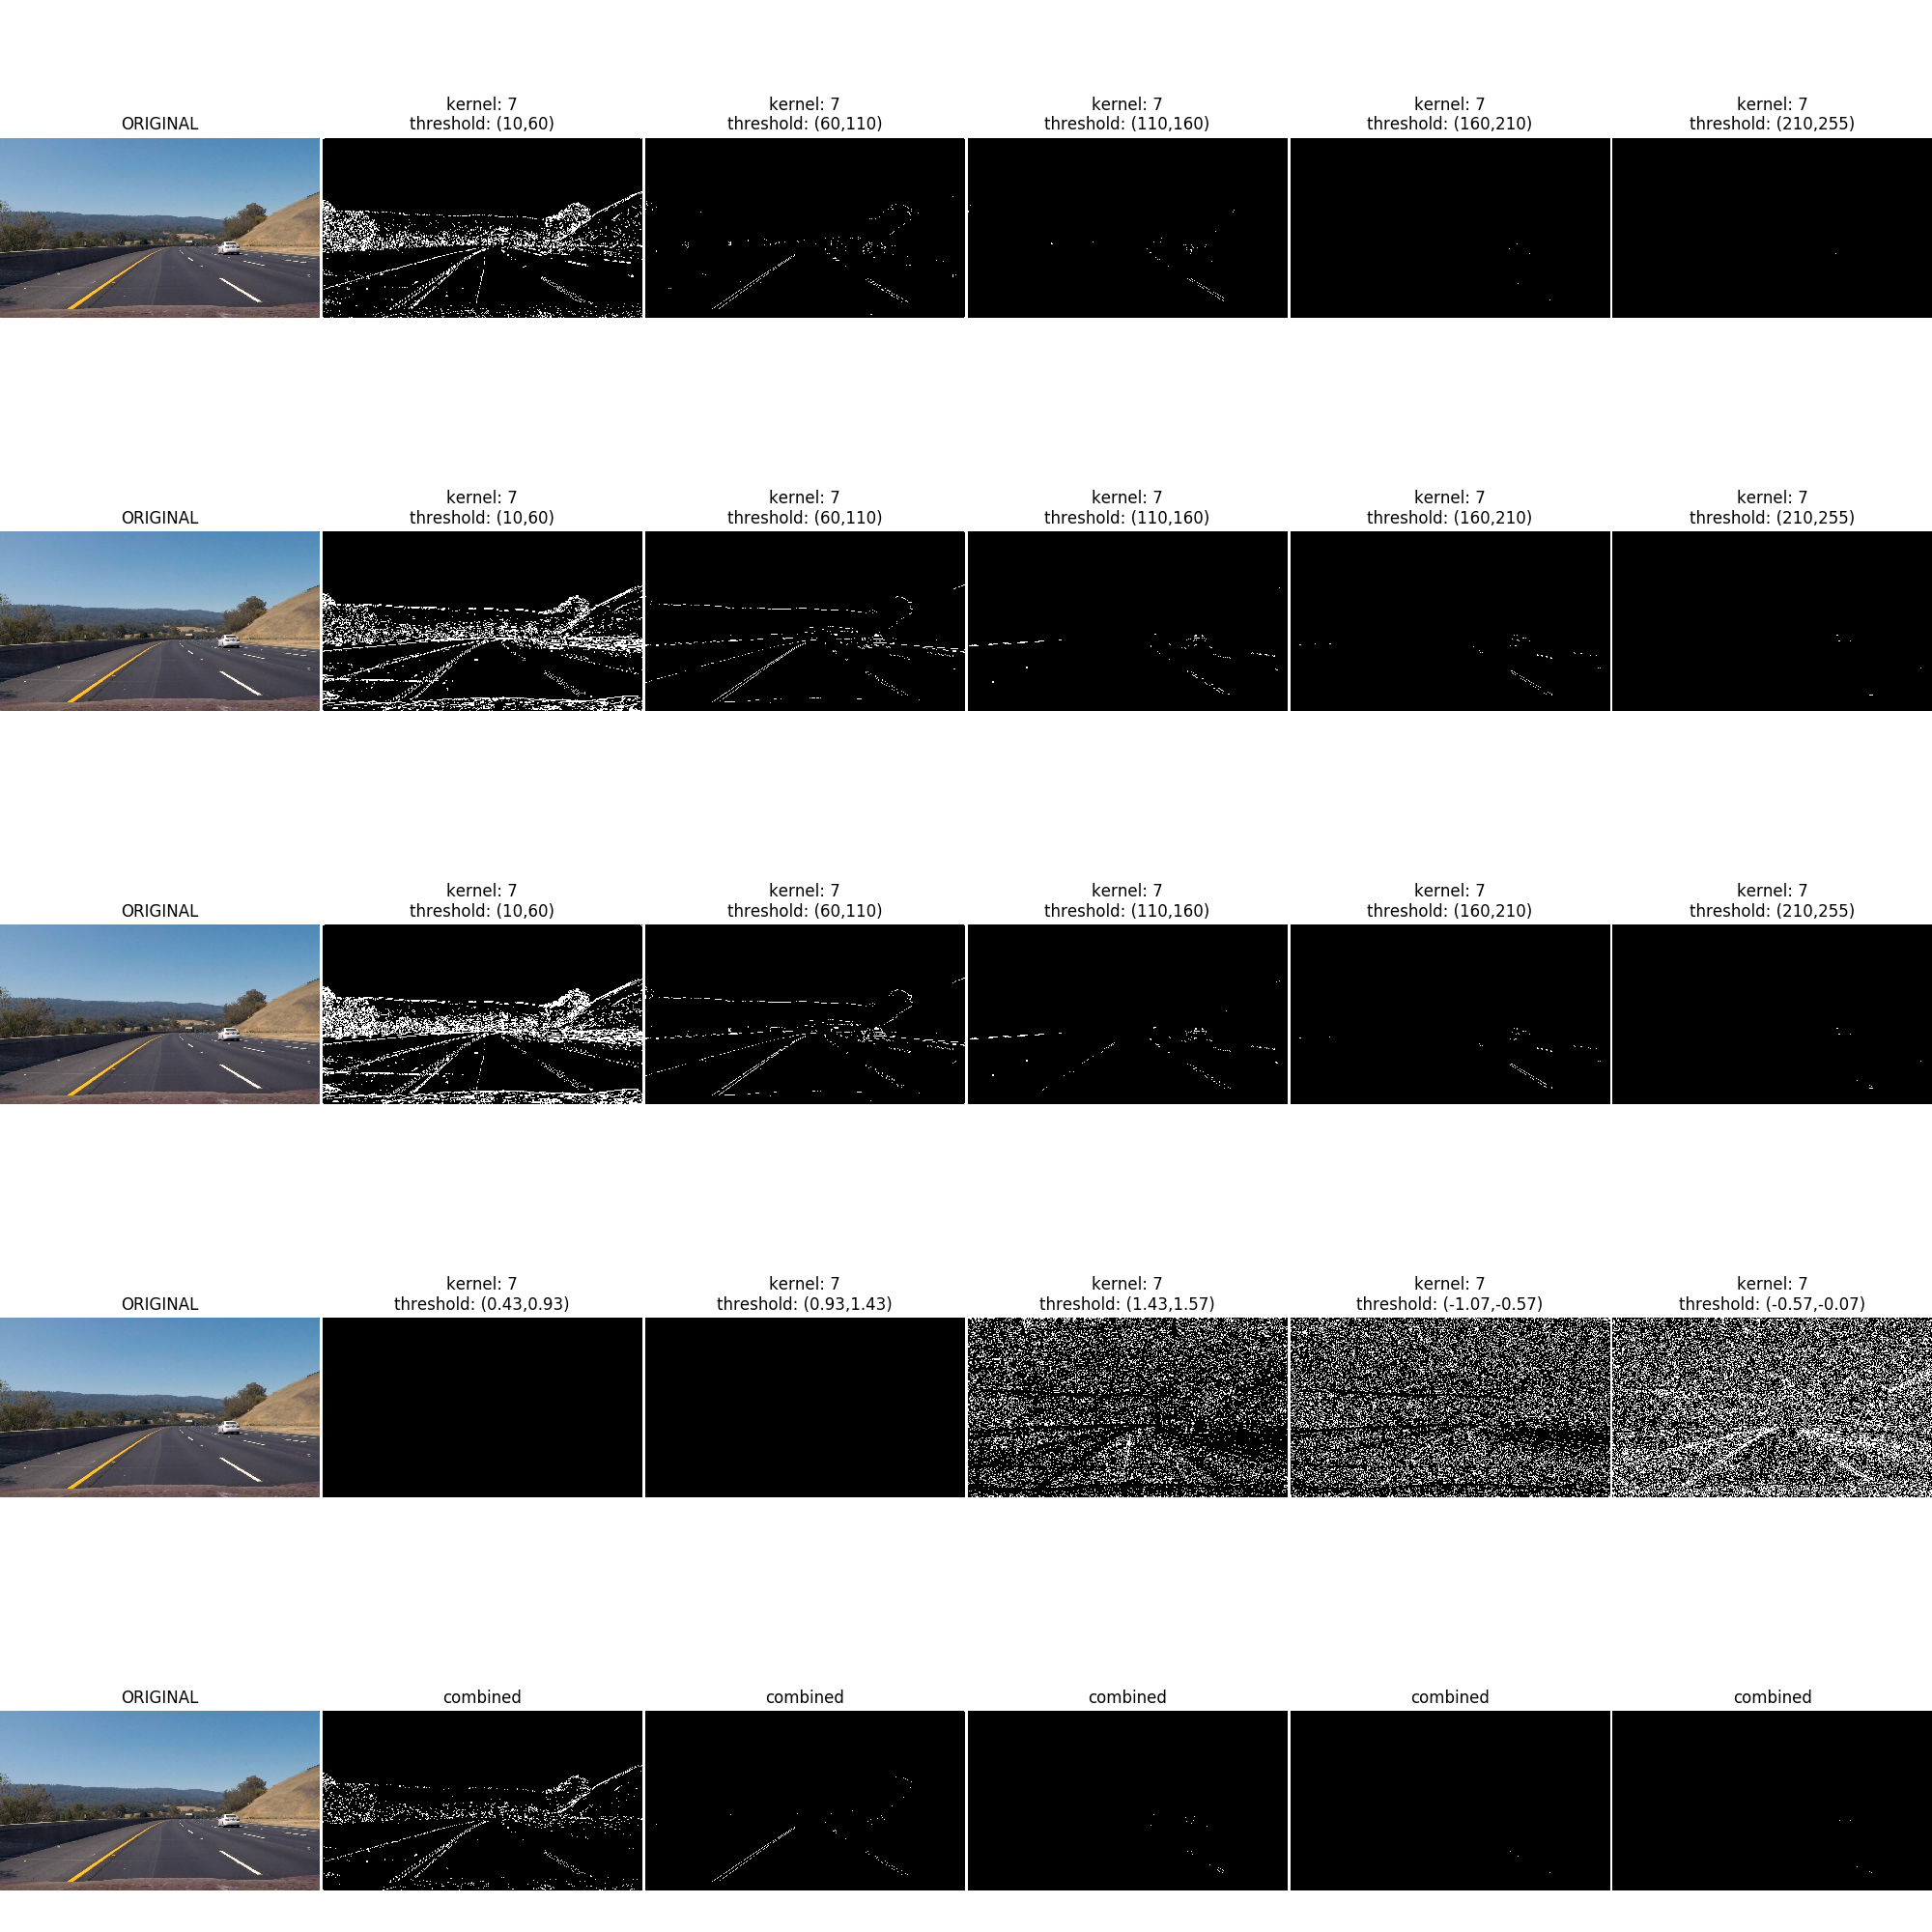 kernel: 7
kernel: 7
kernel: 7
kernel: 7
kernel: 7
ORIGINAL
threshold: (10,60)
threshold: (60,110)
threshold: (110,160)
threshold: (160,210)
threshold: (210,255)
kernel: 7
kernel: 7
kernel: 7
kernel: 7
kernel: 7
ORIGINAL
threshold: (10,60)
threshold: (60,110)
threshold: (110,160)
threshold: (160,210)
threshold: (210,255)
kernel: 7
kernel: 7
kernel: 7
kernel: 7
kernel: 7
ORIGINAL
threshold: (10,60)
threshold: (60,110)
threshold: (110,160)
threshold: (160,210)
threshold: (210,255)
kernel: 7
kernel: 7
kernel: 7
kernel: 7
kernel: 7
ORIGINAL
threshold: (0.43,0.93)
threshold: (0.93,1.43)
threshold: (1.43,1.57)
threshold: (-1.07,-0.57)
threshold: (-0.57,-0.07)
ORIGINAL
combined
combined
combined
combined
combined